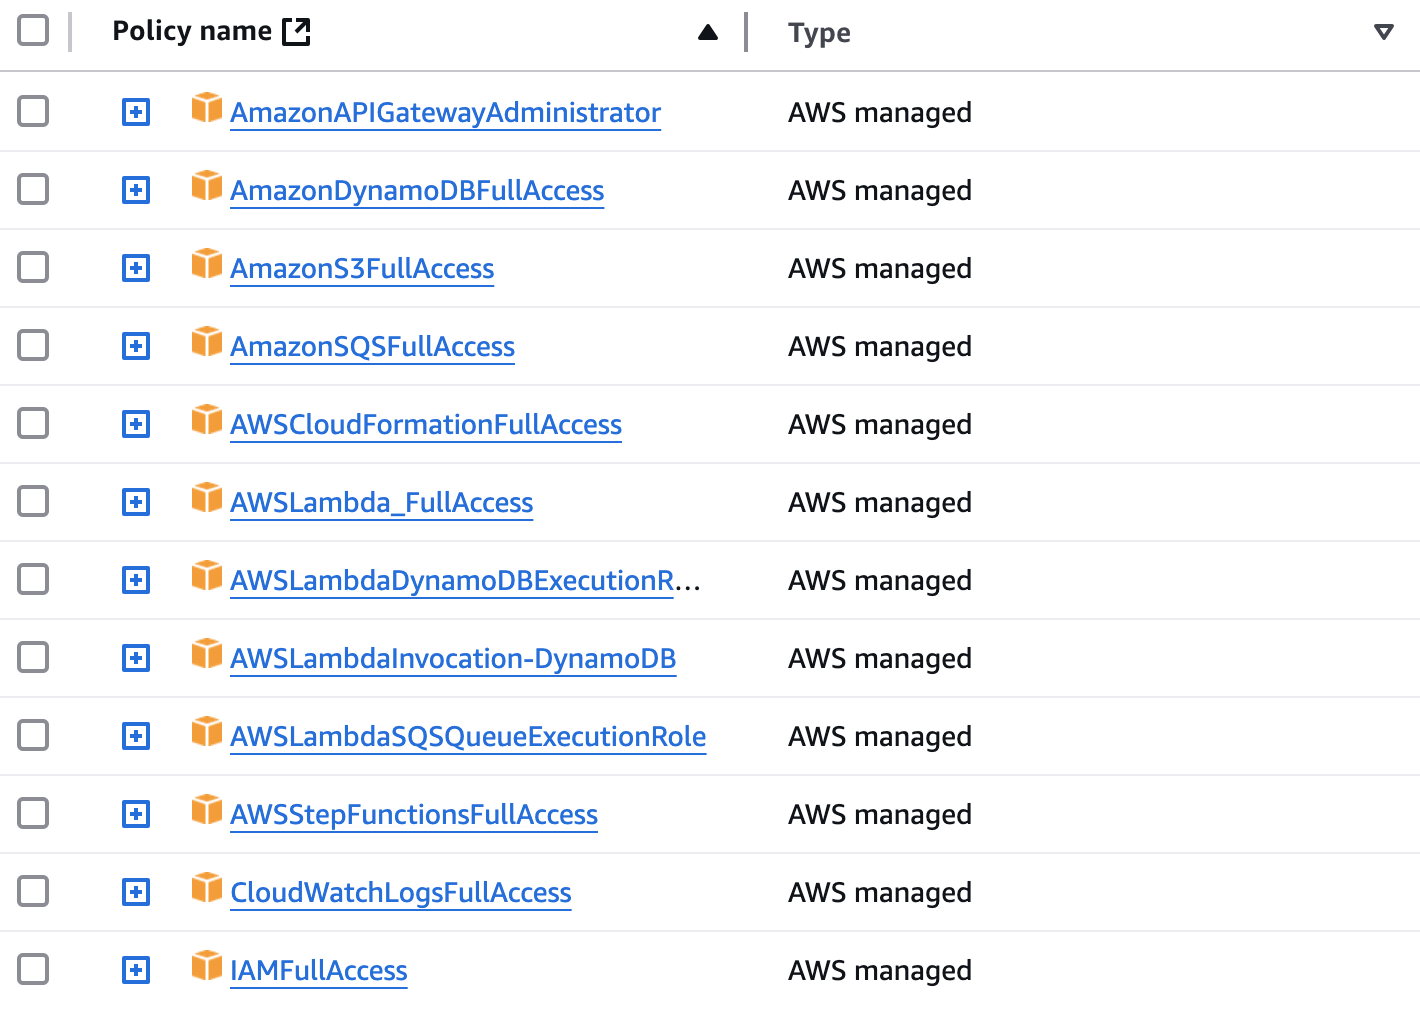 Policy name Type
AmazonAPIGatewayAdministrator AWS managed
AmazonDynamoDBFullAccess AWS managed
AmazonS3FullAccess AWS managed
AmazonSQSFullAccess AWS managed
AWSCloudFormationFullAccess AWS managed
AWSLambda_FullAccess AWS managed
AWSLambdaDynamoDBExecutionR... AWS managed
AWSLambdaInvocation-DynamoDB AWS managed
AWSLambdaSQSQueueExecutionRole AWS managed
AWSStepFunctionsFullAccess AWS managed
CloudWatchLogsFullAccess AWS managed
IAMFullAccess AWS managed